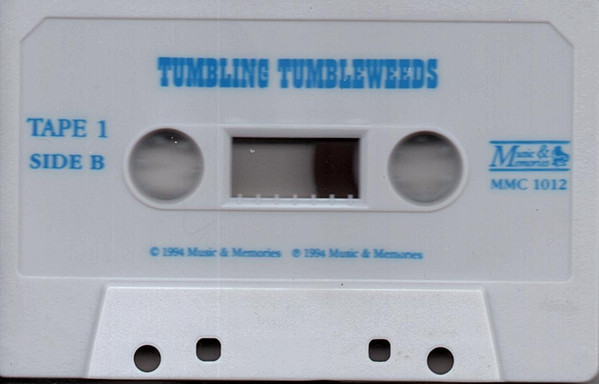 TUMBLING TUMBLEWEEDS
TAPE 1
SIDE B
Music &
Memories
MMC 1012
© 1994 Music & Memories ℗ 1994 Music & Memories